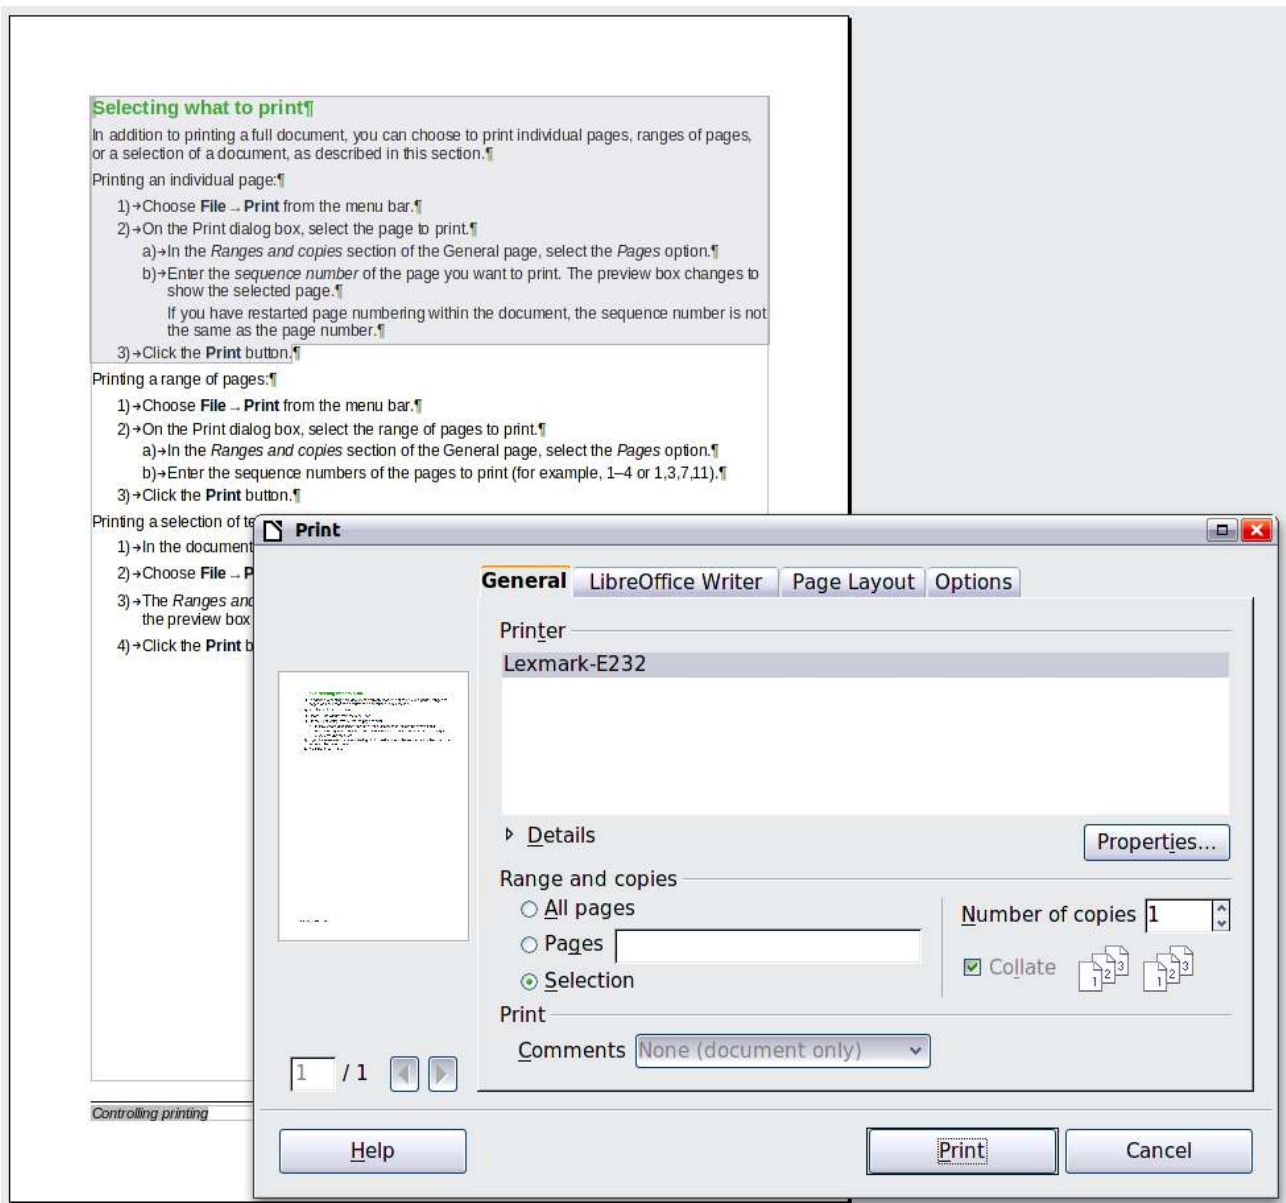 Selecting what to print¶
In addition to printing a full document, you can choose to print individual pages, ranges of pages,
or a selection of a document, as described in this section.¶
Printing an individual page:¶
1)→Choose File → Print from the menu bar.¶
2)→On the Print dialog box, select the page to print.¶
a)→In the Ranges and copies section of the General page, select the Pages option.¶
b)→Enter the sequence number of the page you want to print. The preview box changes to
show the selected page.¶
If you have restarted page numbering within the document, the sequence number is not
the same as the page number.¶
3)→Click the Print button.¶
Printing a range of pages:¶
1)→Choose File → Print from the menu bar.¶
2)→On the Print dialog box, select the range of pages to print.¶
a)→In the Ranges and copies section of the General page, select the Pages option.¶
b)→Enter the sequence numbers of the pages to print (for example, 1–4 or 1,3,7,11).¶
3)→Click the Print button.¶
Printing a selection of te
1)→In the document
2)→Choose File → P
3)→The Ranges and
the preview box
4)→Click the Print b
Controlling printing
Print
General LibreOffice Writer Page Layout Options
Printer
Lexmark-E232
Details
Properties...
Range and copies
All pages
Pages
Selection
Number of copies 1
Collate
1 2 3 1 2 3
Print
Comments None (document only)
1 / 1
Help Print Cancel